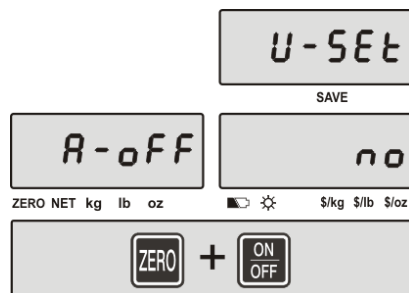 U-SEt
SAVE
A-oFF no
ZERO NET kg lb oz $/kg $/lb $/oz
ZERO + ON
OFF